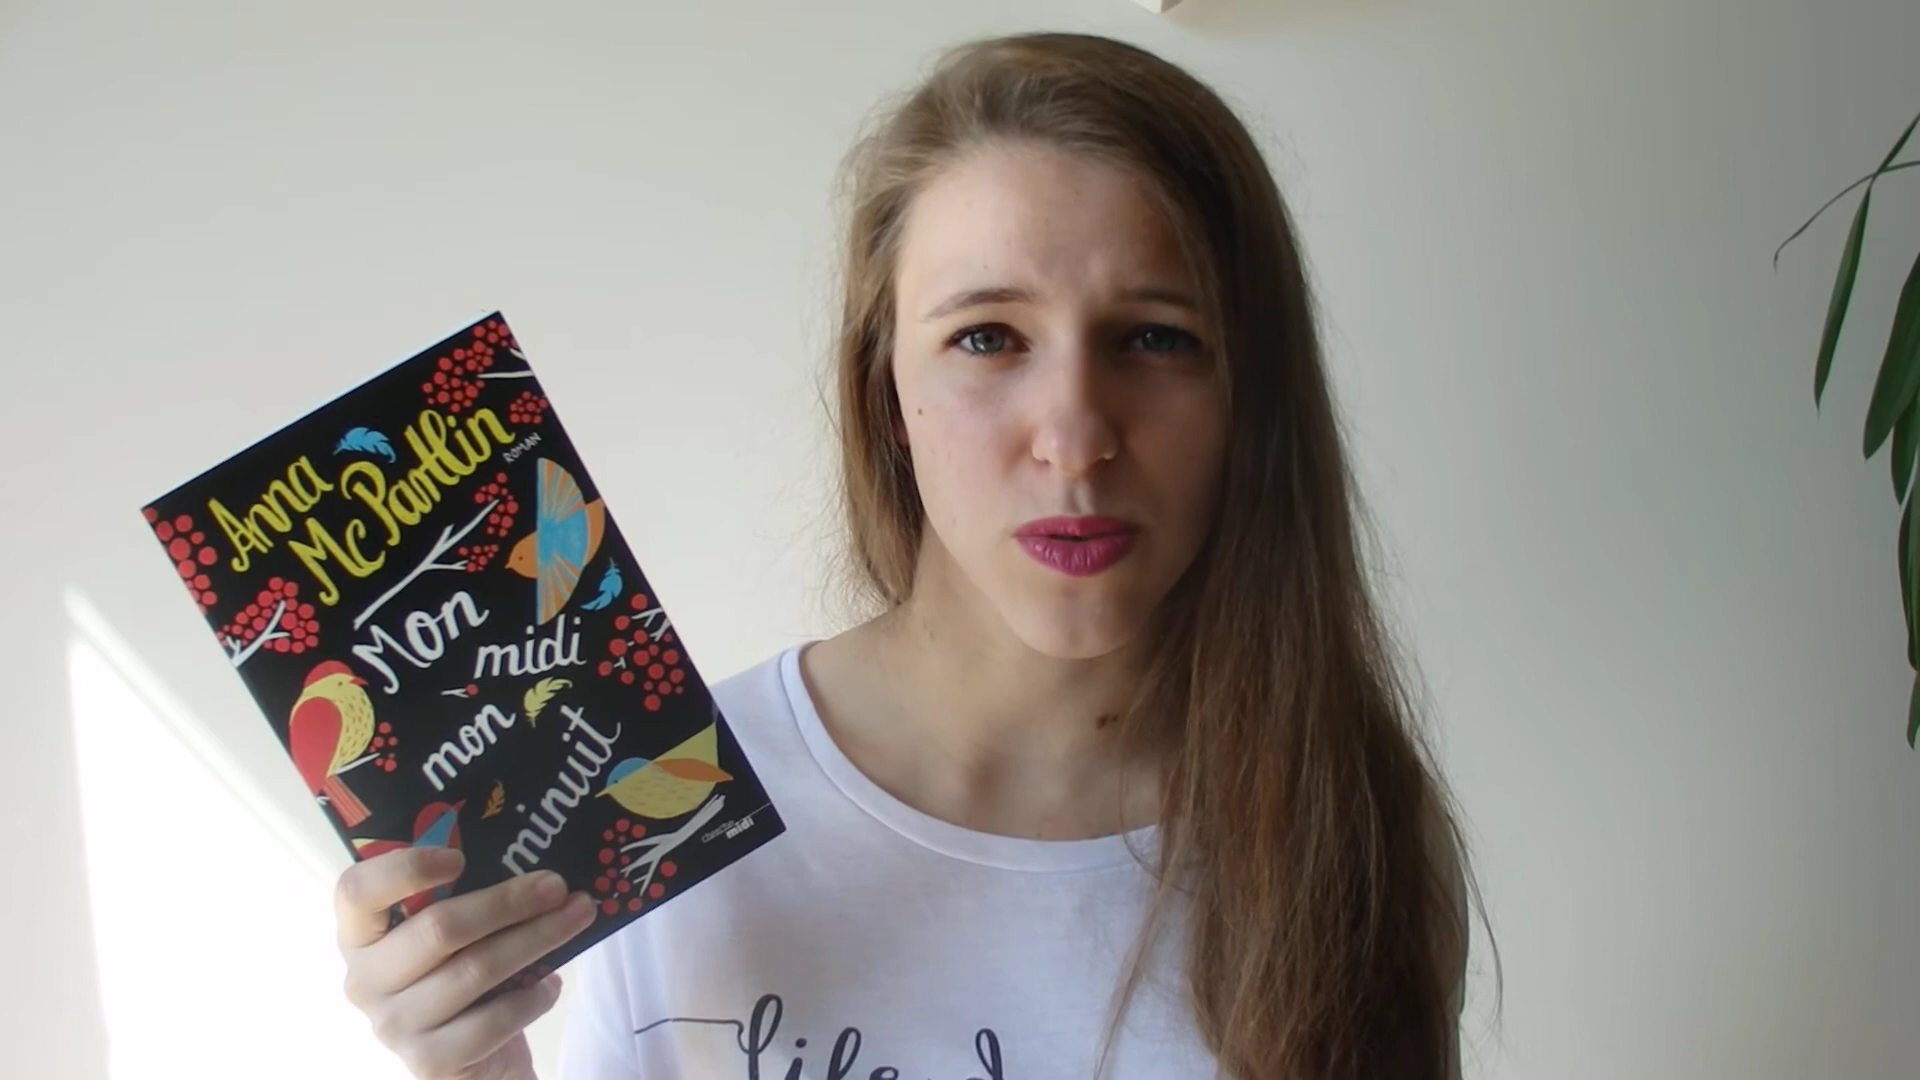 Anna
McPartlin
ROMAN
Mon
midi
mon
minuit
cherche
midi